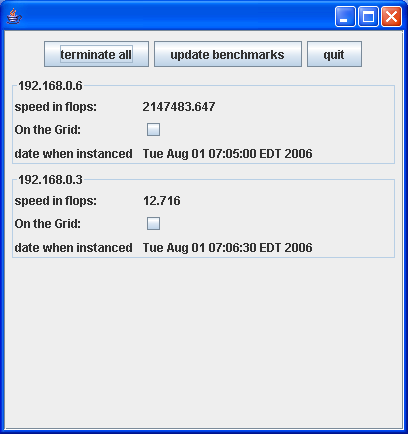 terminate all update benchmarks quit
192.168.0.6
speed in flops: 2147483.647
On the Grid:
date when instanced Tue Aug 01 07:05:00 EDT 2006
192.168.0.3
speed in flops: 12.716
On the Grid:
date when instanced Tue Aug 01 07:06:30 EDT 2006